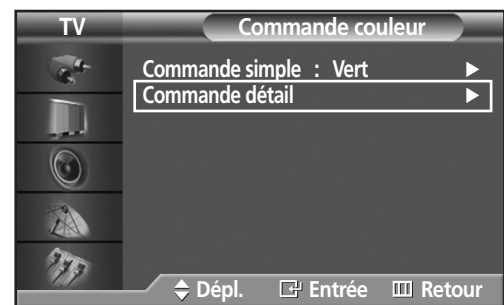 TV
Commande couleur
Commande simple : Vert
Commande détail
Dépl. Entrée Retour